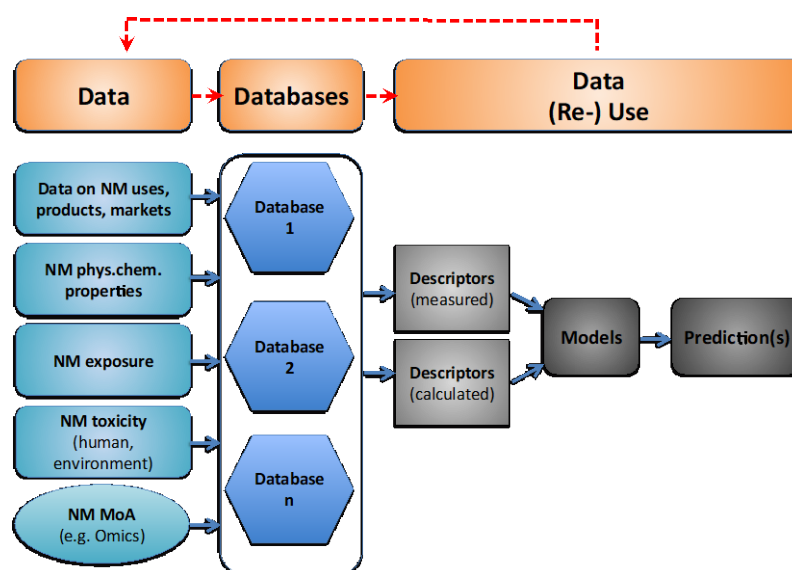 Data
Databases
Data
(Re-) Use
Data on NM uses,
products, markets
NM phys.chem.
properties
NM exposure
NM toxicity
(human,
environment)
NM MoA
(e.g. Omics)
Database
1
Database
2
Database
n
Descriptors
(measured)
Descriptors
(calculated)
Models
Prediction(s)